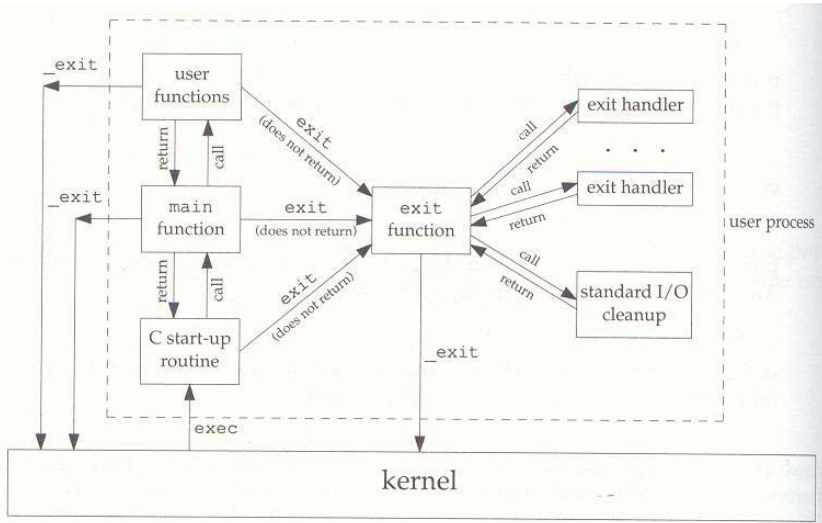 _exit
user
functions
exit
(does not return)
return
call
_exit
main
function
exit
(does not return)
exit
function
return
call
exit
(does not return)
C start-up
routine
call
return
exit handler
. . .
call
return
exit handler
call
return
standard I/O
cleanup
user process
_exit
exec
kernel